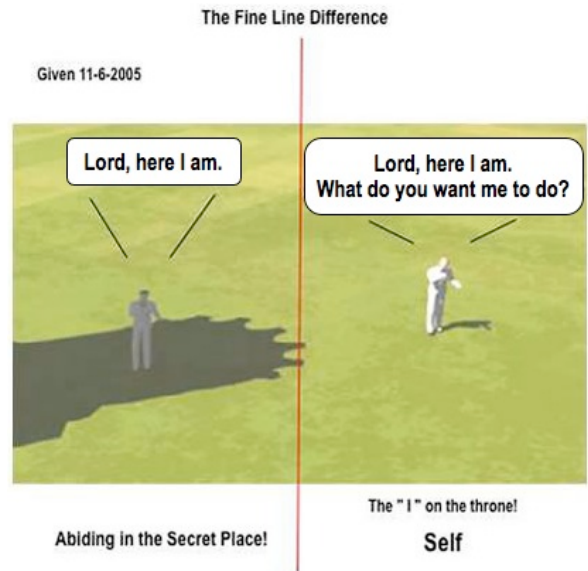 The Fine Line Difference
Given 11-6-2005
Lord, here I am.
Lord, here I am.
What do you want me to do?
Abiding in the Secret Place!
The " I " on the throne!
Self